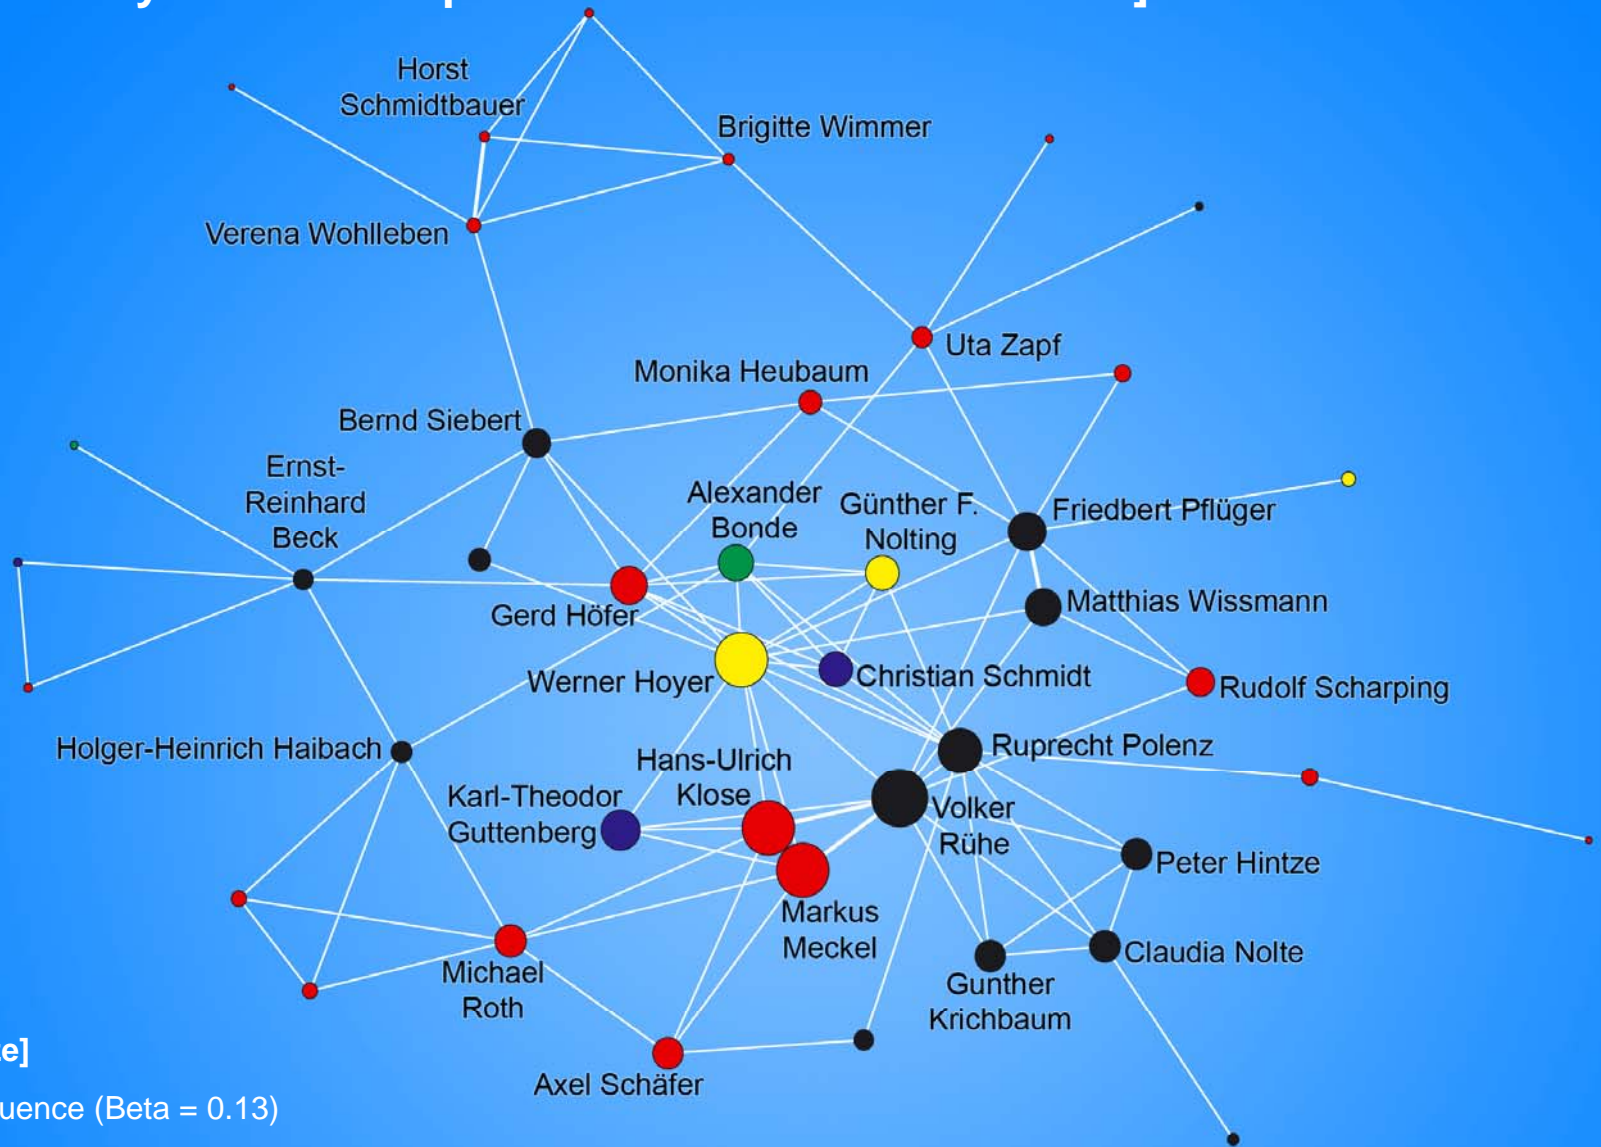 Horst
Schmidtbauer
Brigitte Wimmer
Verena Wohlleben
Uta Zapf
Monika Heubaum
Bernd Siebert
Ernst-
Reinhard
Beck
Alexander
Bonde
Günther F.
Nolting
Friedbert Pflüger
Gerd Höfer
Matthias Wissmann
Werner Hoyer
Christian Schmidt
Rudolf Scharping
Holger-Heinrich Haibach
Hans-Ulrich
Klose
Ruprecht Polenz
Karl-Theodor
Guttenberg
Volker
Rühe
Peter Hintze
Markus
Meckel
Claudia Nolte
Michael
Roth
Gunther
Krichbaum
Axel Schäfer
(Beta = 0.13)